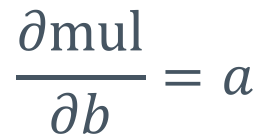 ∂mul/∂b = a